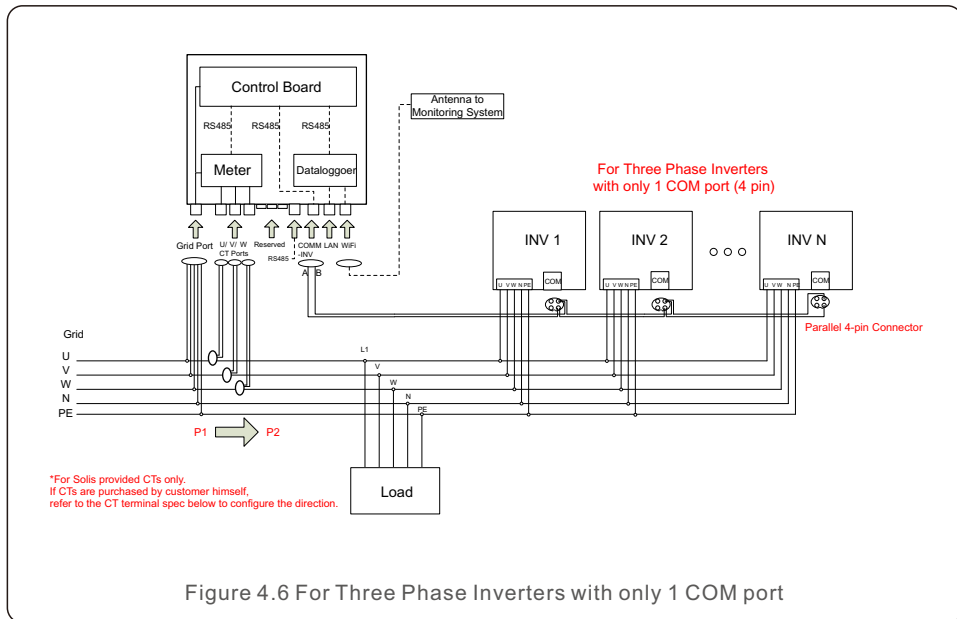 Control Board
Antenna to
Monitoring System
RS485
RS485
RS485
Meter
Dataloggoer
For Three Phase Inverters
with only 1 COM port (4 pin)
INV 1
INV 2
INV N
Grid Port
U/ V/ W
CT Ports
Reserved
RS485
COMM
-INV
LAN
WiFi
A
B
U V W N PE
COM
U V W N PE
COM
U V W N PE
COM
Parallel 4-pin Connector
Grid
U
V
W
N
PE
L1
V
W
N
PE
P1
P2
*For Solis provided CTs only.
If CTs are purchased by customer himself,
refer to the CT terminal spec below to configure the direction.
Load
Figure 4.6 For Three Phase Inverters with only 1 COM port